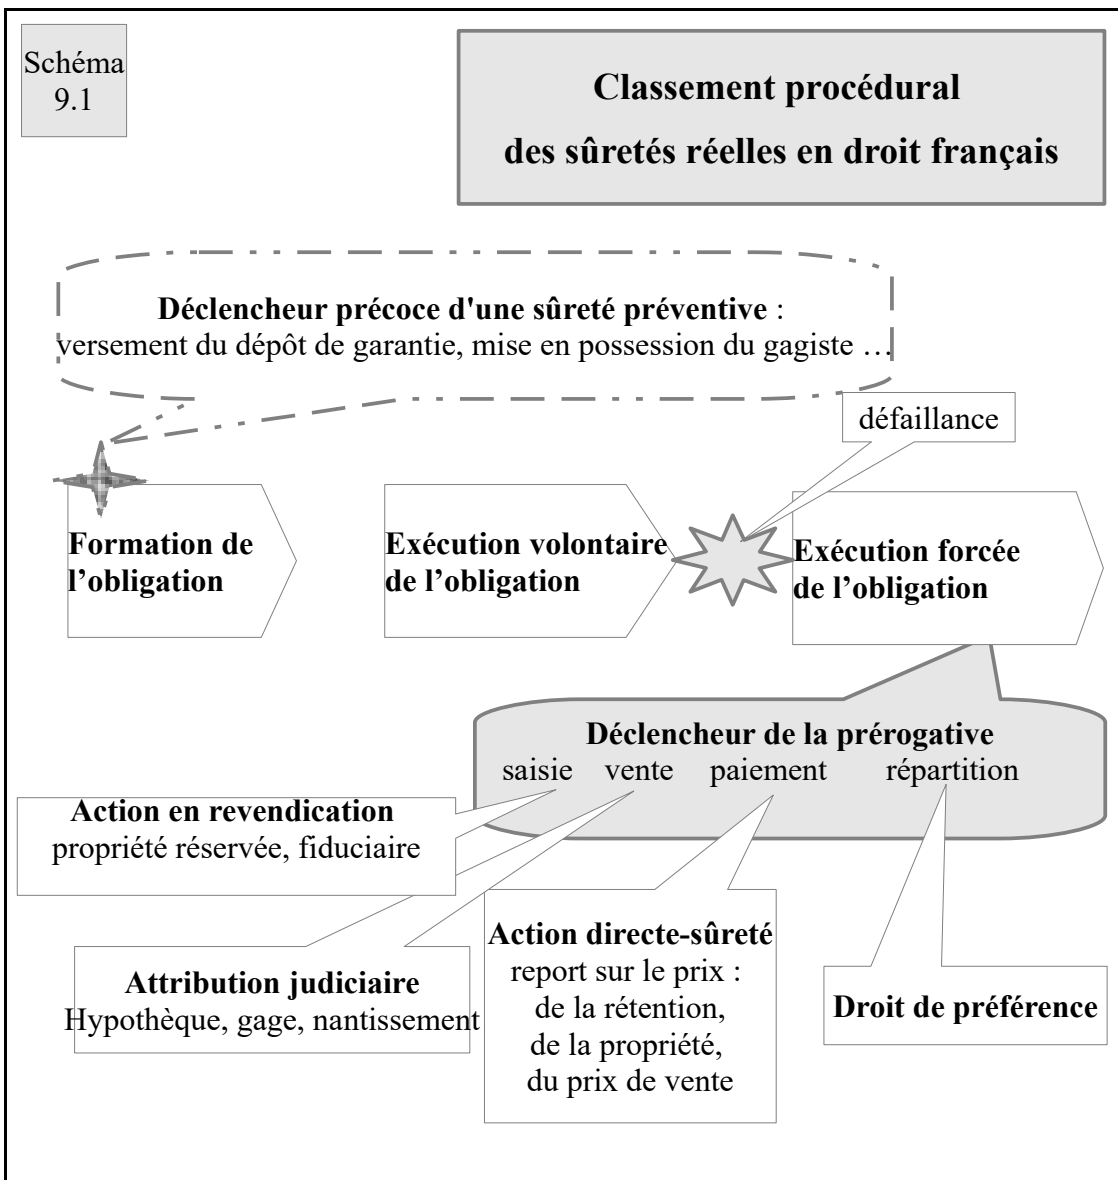 Schéma
9.1
Classement procédural
des sûretés réelles en droit français
Déclencheur précoce d'une sûreté préventive :
versement du dépôt de garantie, mise en possession du gagiste …
défaillance
Formation de
l’obligation
Exécution volontaire
de l’obligation
Exécution forcée
de l’obligation
Déclencheur de la prérogative
saisie vente paiement répartition
Action en revendication
propriété réservée, fiduciaire
Attribution judiciaire
Hypothèque, gage, nantissement
Action directe-sûreté
report sur le prix :
de la rétention,
de la propriété,
du prix de vente
Droit de préférence